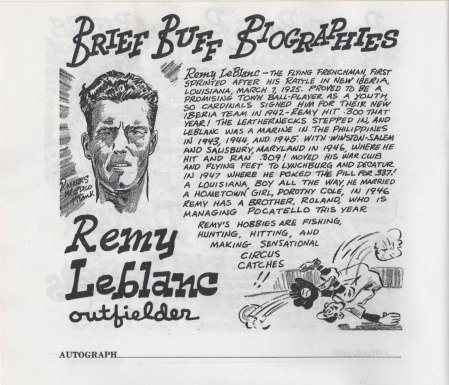 BRIEF BUFF BIOGRAPHIES
Remy LeBlanc - THE FLYING FRENCHMAN, FIRST
SPRINTED AFTER HIS RATTLE IN NEW IBERIA,
LOUISIANA, MARCH 7, 1925. PROVED TO BE A
PROMISING TOWN BALL-PLAYER AS A YOUTH,
SO CARDINALS SIGNED HIM FOR THEIR NEW
IBERIA TEAM IN 1942 - REMY HIT .300 THAT
YEAR! THE LEATHERNECKS STEPPED IN, AND
LEBLANC WAS A MARINE IN THE PHILIPPINES
IN 1943, 1944, AND 1945. WITH WINSTON-SALEM
AND SALISBURY, MARYLAND IN 1946, WHERE HE
HIT AND RAN .309! MOVED HIS WAR CLUB
AND FLYING FEET TO LYNCHBURG AND DECATUR
IN 1947 WHERE HE POKED THE PILL FOR .337!
A LOUISIANA BOY ALL THE WAY, HE MARRIED
A HOMETOWN GIRL, DOROTHY COLE, IN 1946
REMY HAS A BROTHER, ROLAND, WHO IS
MANAGING POCATELLO THIS YEAR
REMY'S HOBBIES ARE FISHING,
HUNTING, HITTING, AND
MAKING SENSATIONAL
CIRCUS
CATCHES
!!
Remy
Leblanc
outfielder
AUTOGRAPH